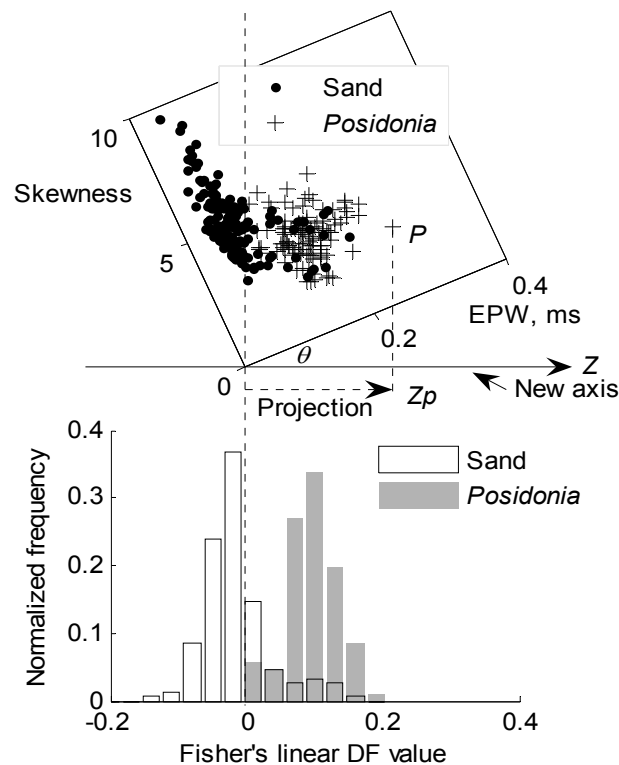 Sand
Posidonia
10
Skewness
5
P
0.4
EPW, ms
0.2
θ
Z
0
New axis
Projection
Zp
0.4
0.3
0.2
0.1
0
Normalized frequency
Sand
Posidonia
-0.2
0
0.2
0.4
Fisher's linear DF value